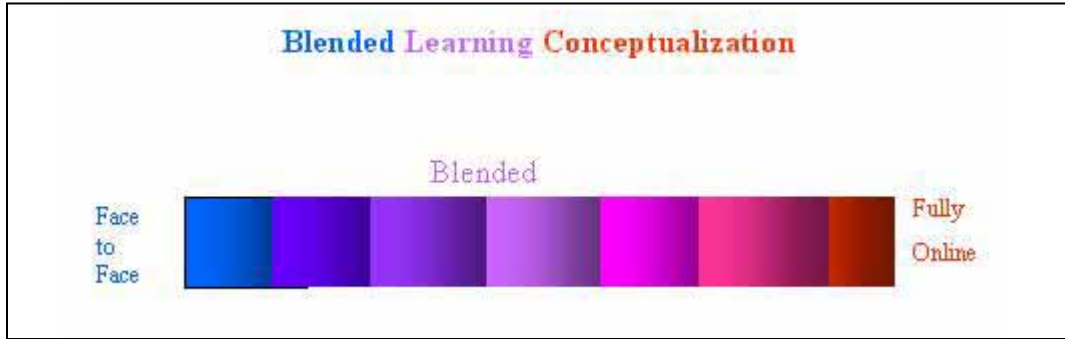 Blended Learning Conceptualization
Blended
Face
to
Face
Fully
Online